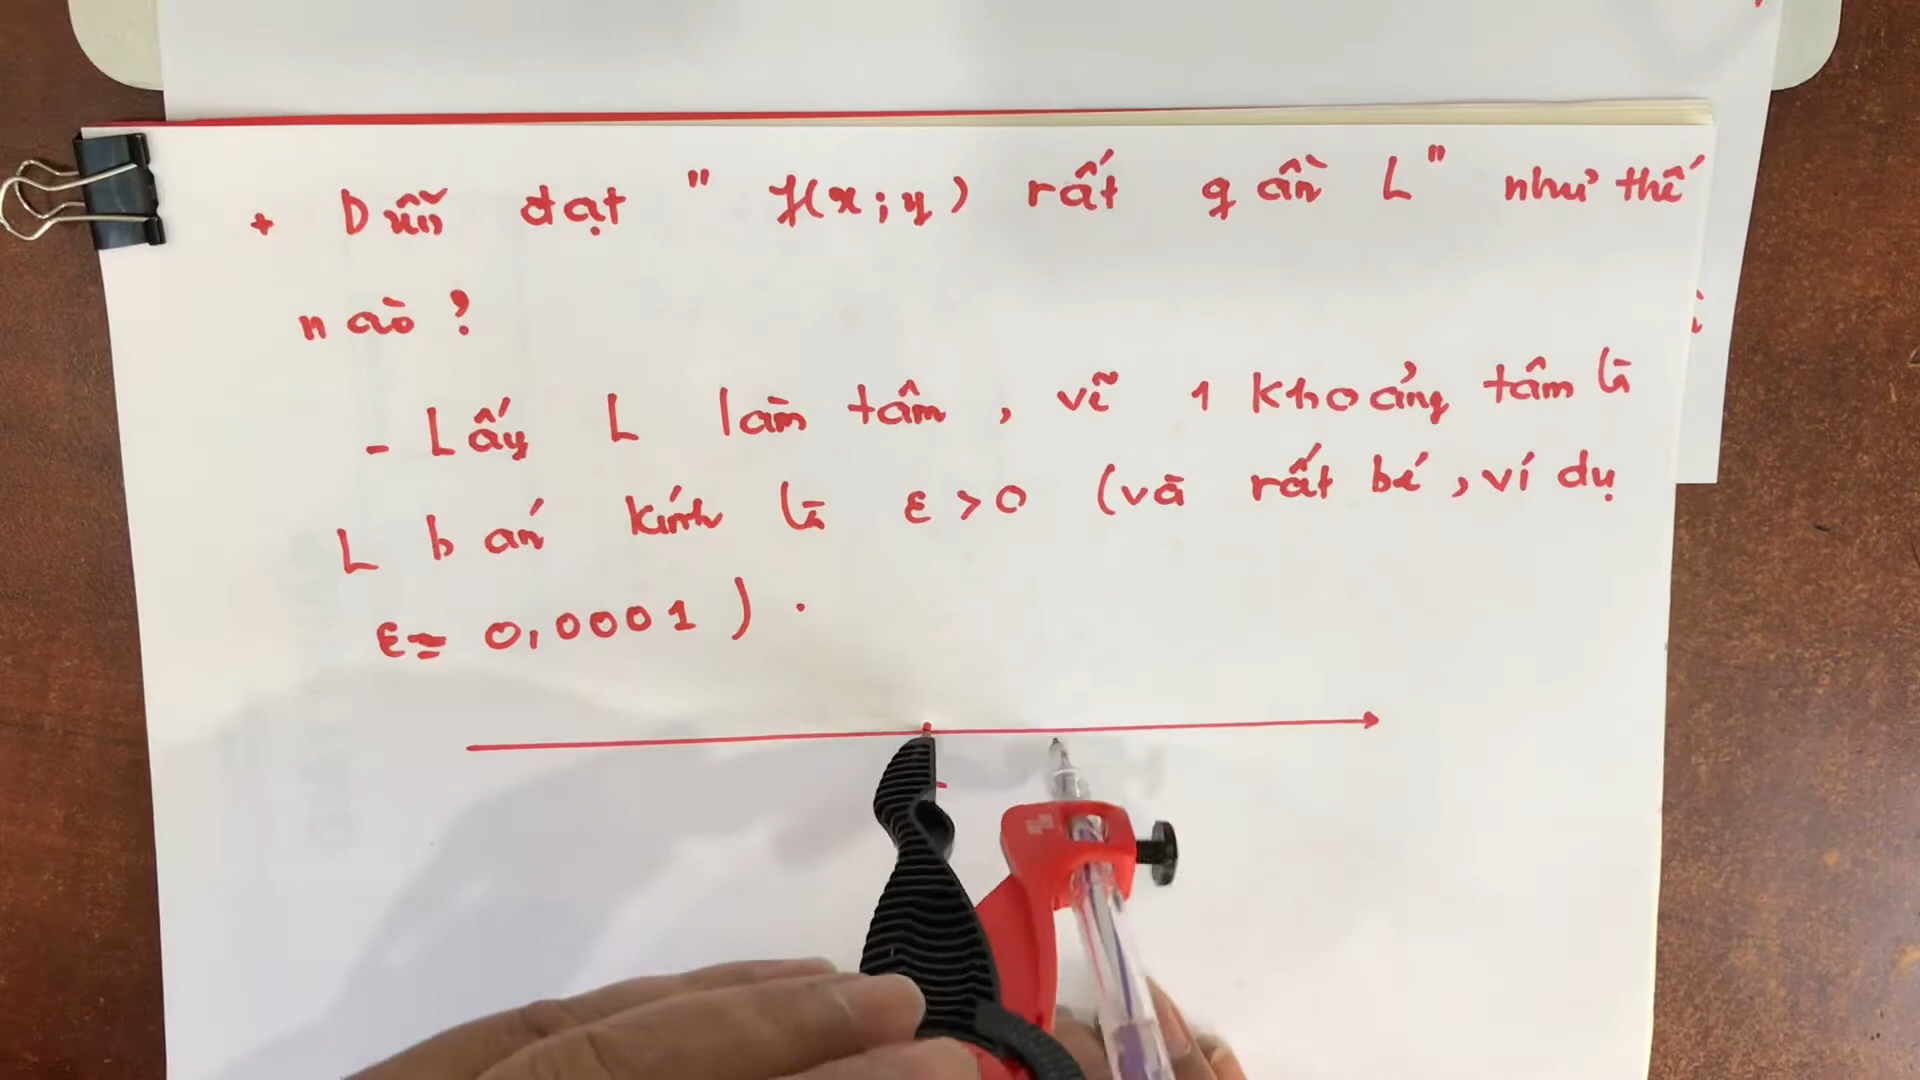 + Diễn đạt " f(x;y) rất gần L" như thế
nào?
- Lấy L làm tâm, vẽ 1 khoảng tâm là
L bán kính là ε > 0 (và rất bé, ví dụ
ε = 0,0001).